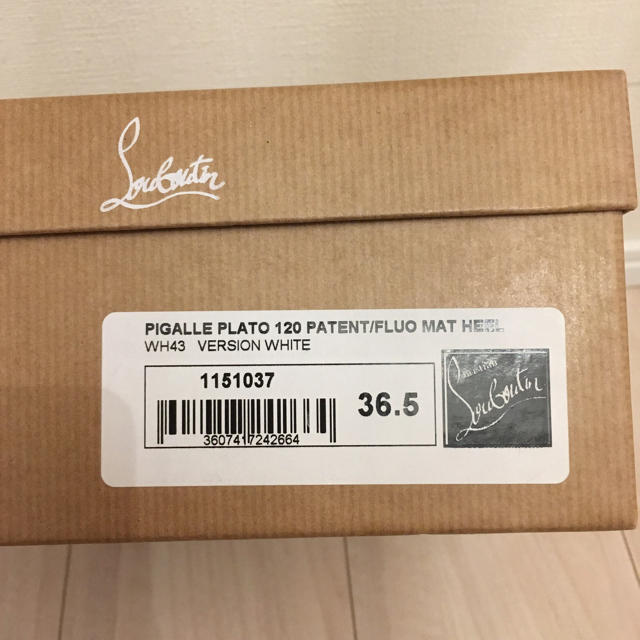 Louboutin
PIGALLE PLATO 120 PATENT/FLUO MAT HEEL
WH43 VERSION WHITE
1151037
36.5
3607417242664
Louboutin